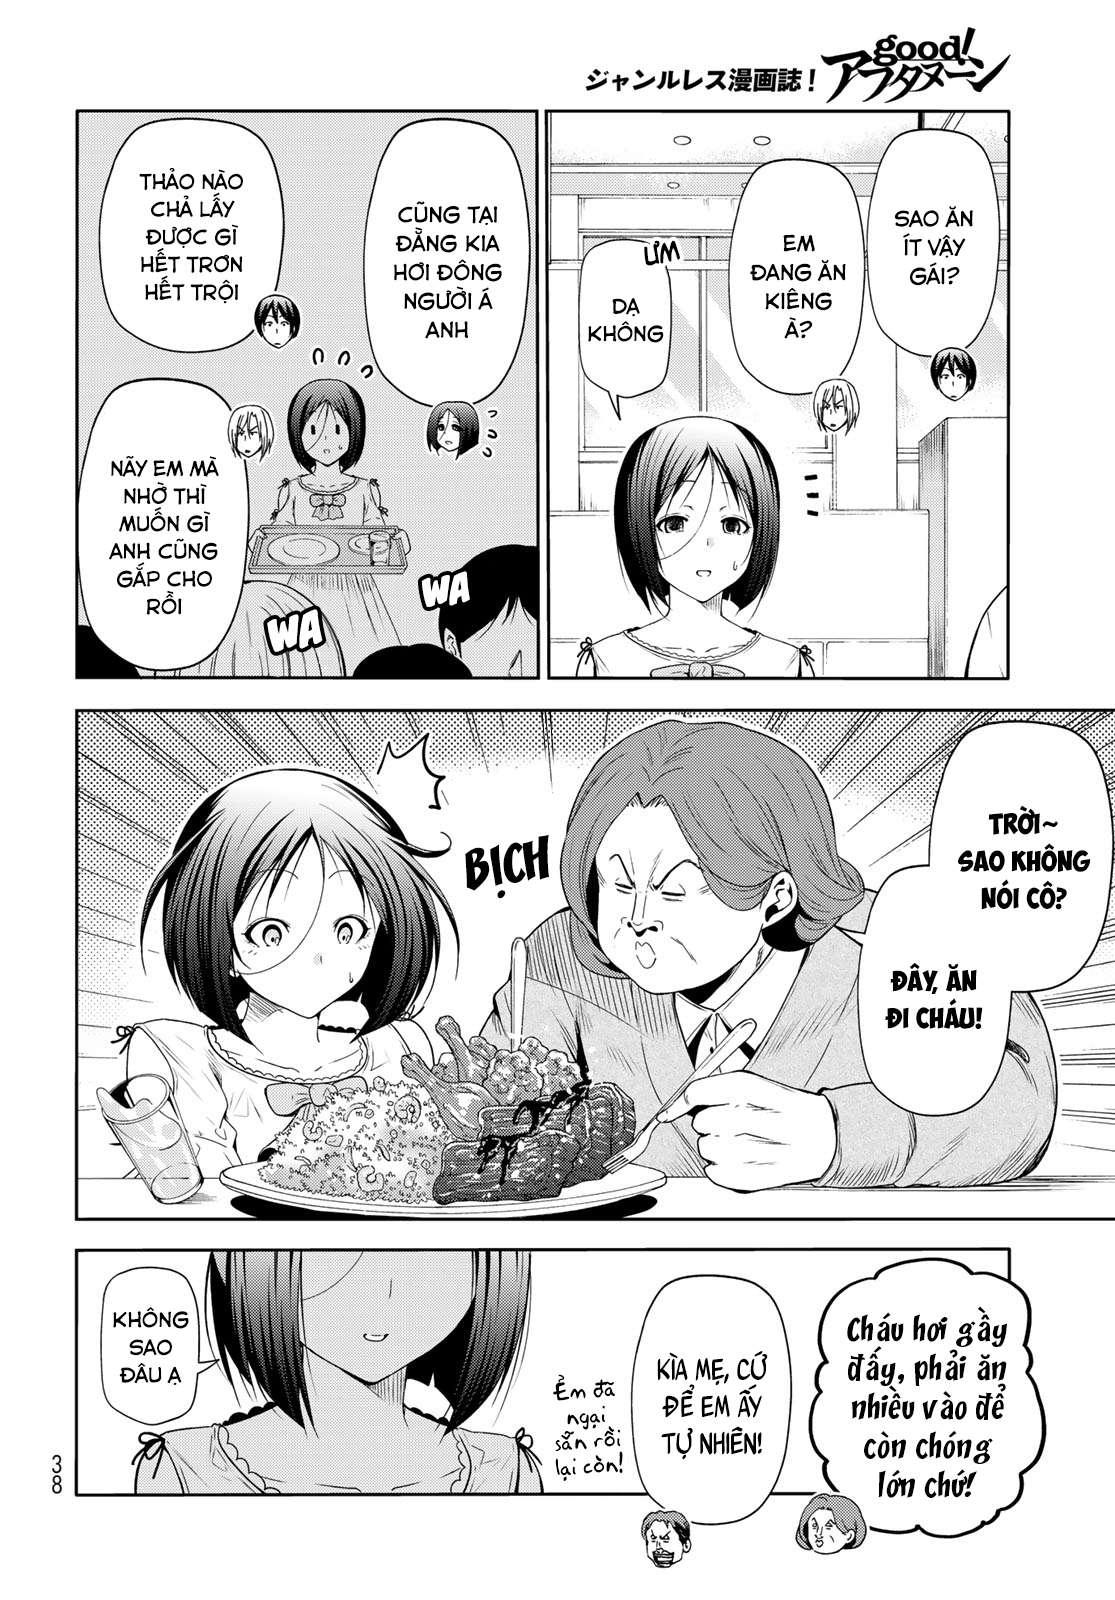 good!
アフタヌーン
ジャンルレス漫画誌!
SAO ĂN
ÍT VẬY
GÁI?
EM
ĐANG ĂN
KIÊNG
À?
ƯM
DẠ
KHÔNG
CŨNG TẠI
ĐẰNG KIA
HƠI ĐÔNG
NGƯỜI Á
ANH
THẢO NÀO
CHẢ LẤY
ĐƯỢC GÌ
HẾT TRƠN
HẾT TRỘI
NÃY EM MÀ
NHỜ THÌ
MUỐN GÌ
ANH CŨNG
GẮP CHO
RỒI
WA
WA
TRỜI~
SAO KHÔNG
NÓI CÔ?
ĐÂY, ĂN
ĐI CHÁU!
BỊCH
Cháu hơi gầy
đấy, phải ăn
nhiều vào để
còn chóng
lớn chứ!
KÌA MẸ, CỨ
ĐỂ EM ẤY
TỰ NHIÊN!
Ẻm đã
ngại
sẵn rồi
lại còn!
KHÔNG
SAO
ĐÂU Ạ
38